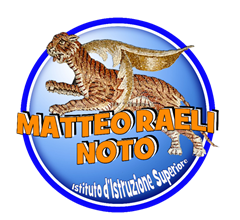 MATTEO RAELI
NOTO
Istituto d'Istruzione Superiore